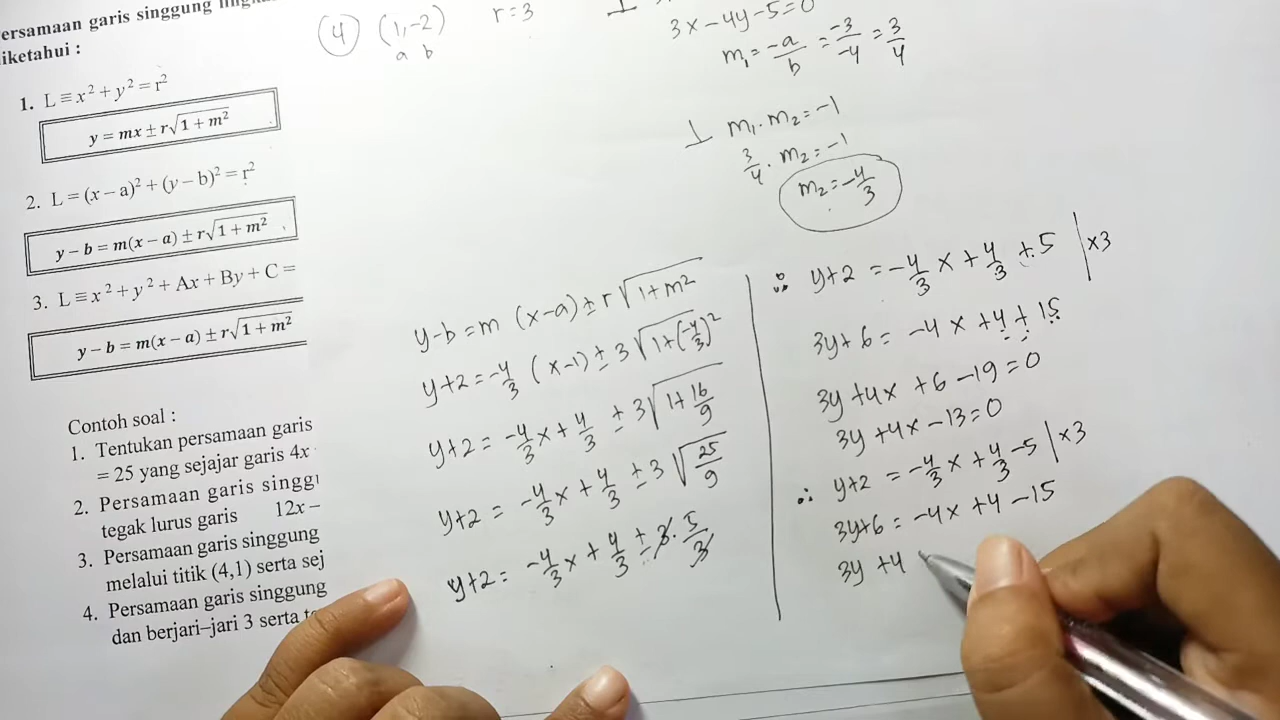 ersamaan garis singgung
iketahui :
1. L ≡ x² + y² = r²
y = mx ± r√1 + m²
2. L = (x – a)² + (y – b)² = r²
y – b = m(x – a) ± r√1 + m²
3. L ≡ x² + y² + Ax + By + C =
y – b = m(x – a) ± r√1 + m²
Contoh soal :
1. Tentukan persamaan garis
= 25 yang sejajar garis 4x
2. Persamaan garis singgu
tegak lurus garis 12x –
3. Persamaan garis singgung
melalui titik (4,1) serta sej
4. Persamaan garis singgung
dan berjari–jari 3 serta t
4 (1,-2) r = 3
a b
⊥
3x - 4y - 5 = 0
m₁ = -a/b = -3/-4 = 3/4
⊥ m₁ . m₂ = -1
3/4 . m₂ = -1
m₂ = -4/3
y - b = m (x - a) ± r√1 + m²
y + 2 = -4/3 (x - 1) ± 3√1 + (-4/3)²
y + 2 = -4/3x + 4/3 ± 3√1 + 16/9
y + 2 = -4/3x + 4/3 ± 3√25/9
y + 2 = -4/3x + 4/3 ± 3 . 5/3
y + 2 = -4/3 x + 4/3 + 5 | ×3
3y + 6 = -4x + 4 + 15
3y + 4x + 6 - 19 = 0
3y + 4x - 13 = 0
∴ y + 2 = -4/3 x + 4/3 - 5 | ×3
3y + 6 = -4x + 4 - 15
3y + 4